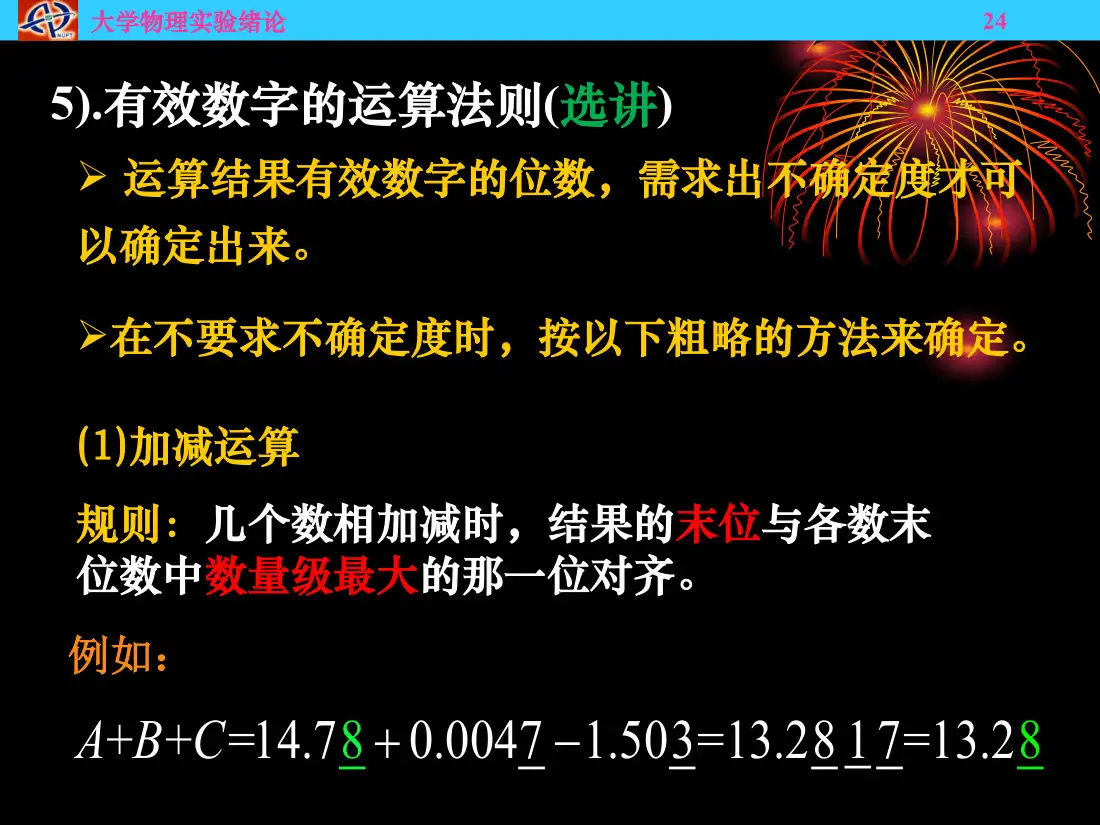 大学物理实验绪论
24
NUPT
5).有效数字的运算法则(选讲)
➢ 运算结果有效数字的位数，需求出不确定度才可
以确定出来。
➢在不要求不确定度时，按以下粗略的方法来确定。
(1)加减运算
规则：几个数相加减时，结果的末位与各数末
位数中数量级最大的那一位对齐。
例如：
A+B+C=14.78+0.0047−1.503=13.2817=13.28